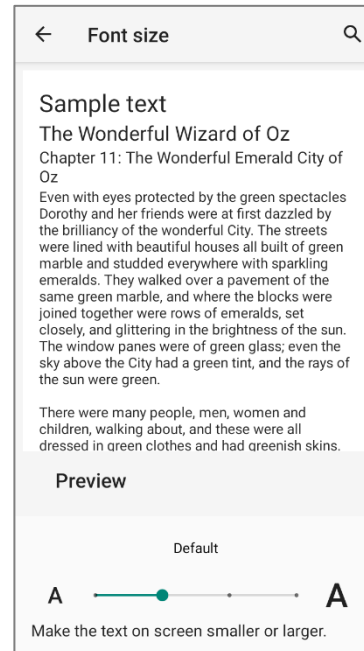 Font size
Sample text
The Wonderful Wizard of Oz
Chapter 11: The Wonderful Emerald City of
Oz
Even with eyes protected by the green spectacles
Dorothy and her friends were at first dazzled by
the brilliancy of the wonderful City. The streets
were lined with beautiful houses all built of green
marble and studded everywhere with sparkling
emeralds. They walked over a pavement of the
same green marble, and where the blocks were
joined together were rows of emeralds, set
closely, and glittering in the brightness of the sun.
The window panes were of green glass; even the
sky above the City had a green tint, and the rays of
the sun were green.
There were many people, men, women and
children, walking about, and these were all
dressed in green clothes and had greenish skins.
Preview
Default
A A
Make the text on screen smaller or larger.